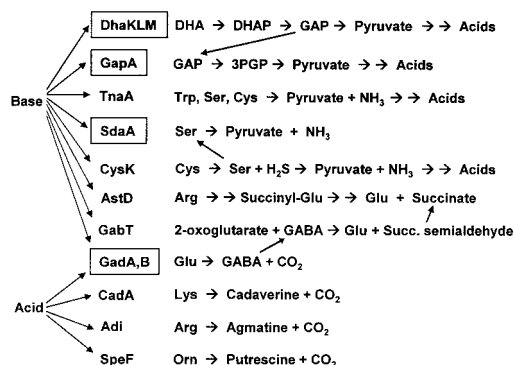 DhaKLM DHA → DHAP → GAP → Pyruvate → → Acids
GapA GAP → 3PGP → Pyruvate → → Acids
Base TnaA Trp, Ser, Cys → Pyruvate + NH₃ → → Acids
SdaA Ser → Pyruvate + NH₃
CysK Cys → Ser + H₂S → Pyruvate + NH₃ → → Acids
AstD Arg → → Succinyl-Glu → → Glu + Succinate
GabT 2-oxoglutarate + GABA → Glu + Succ. semialdehyde
GadA,B Glu → GABA + CO₂
CadA Lys → Cadaverine + CO₂
Acid
Adi Arg → Agmatine + CO₂
SpeF Orn → Putrescine + CO₂